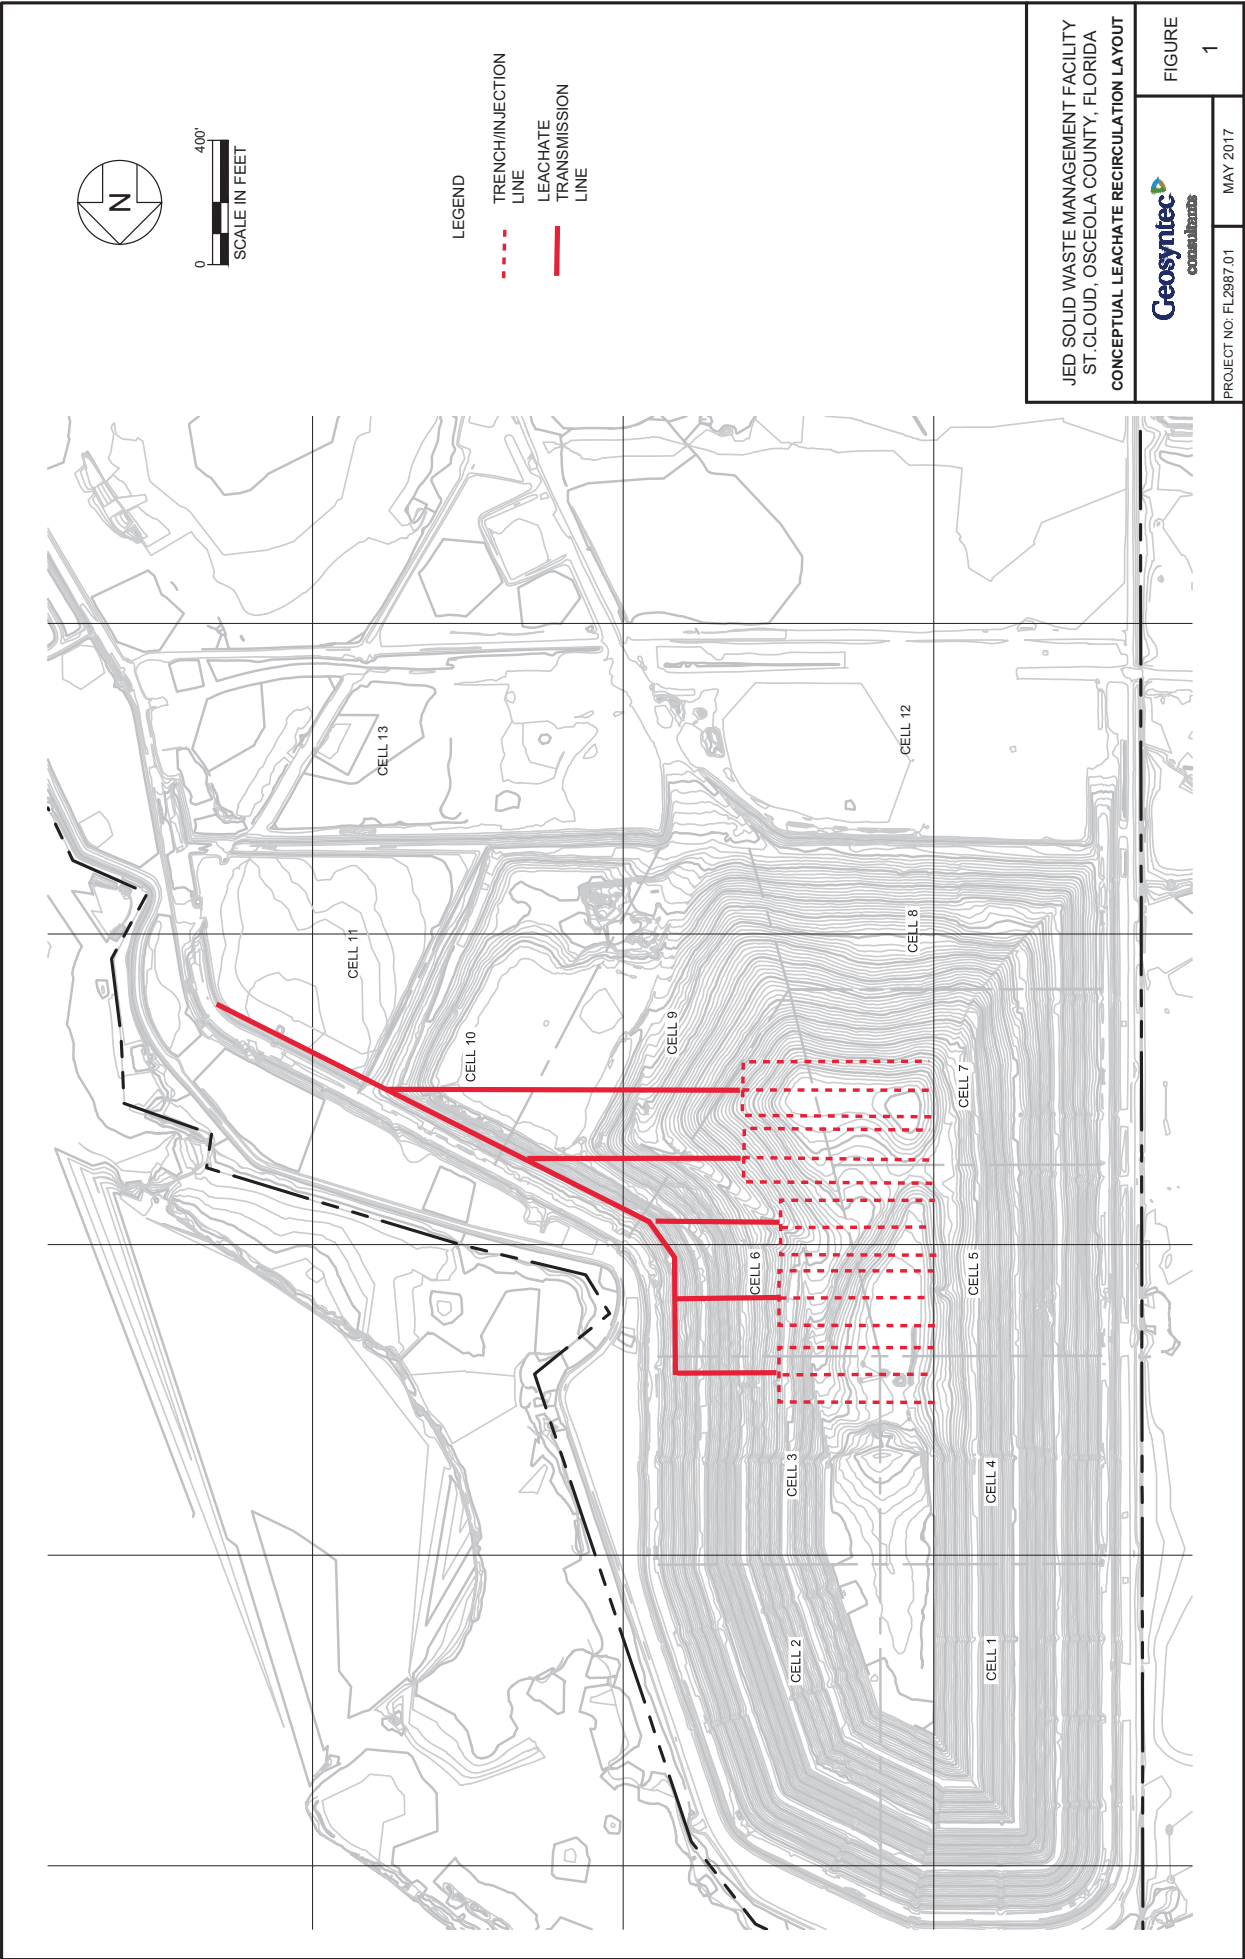 N
0
400'
SCALE IN FEET
LEGEND
TRENCH/INJECTION
LINE
LEACHATE
TRANSMISSION
LINE
CELL 13
CELL 12
CELL 11
CELL 10
CELL 9
CELL 8
CELL 7
CELL 6
CELL 5
CELL 3
CELL 4
CELL 2
CELL 1
JED SOLID WASTE MANAGEMENT FACILITY
ST.CLOUD, OSCEOLA COUNTY, FLORIDA
CONCEPTUAL LEACHATE RECIRCULATION LAYOUT
Geosyntec
consultants
FIGURE
1
PROJECT NO: FL2987.01
MAY 2017